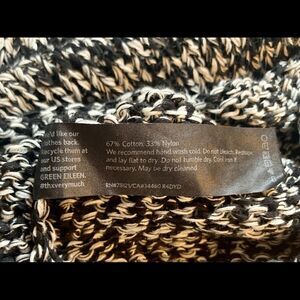 We'd like our
clothes back.
Recycle them at
our US stores
and support
GREEN EILEEN.
#thxverymuch
67% Cotton 33% Nylon
We recommend hand wash cold. Do not bleach. Reshape
and lay flat to dry. Do not tumble dry. Cool iron if
necessary. May be dry cleaned